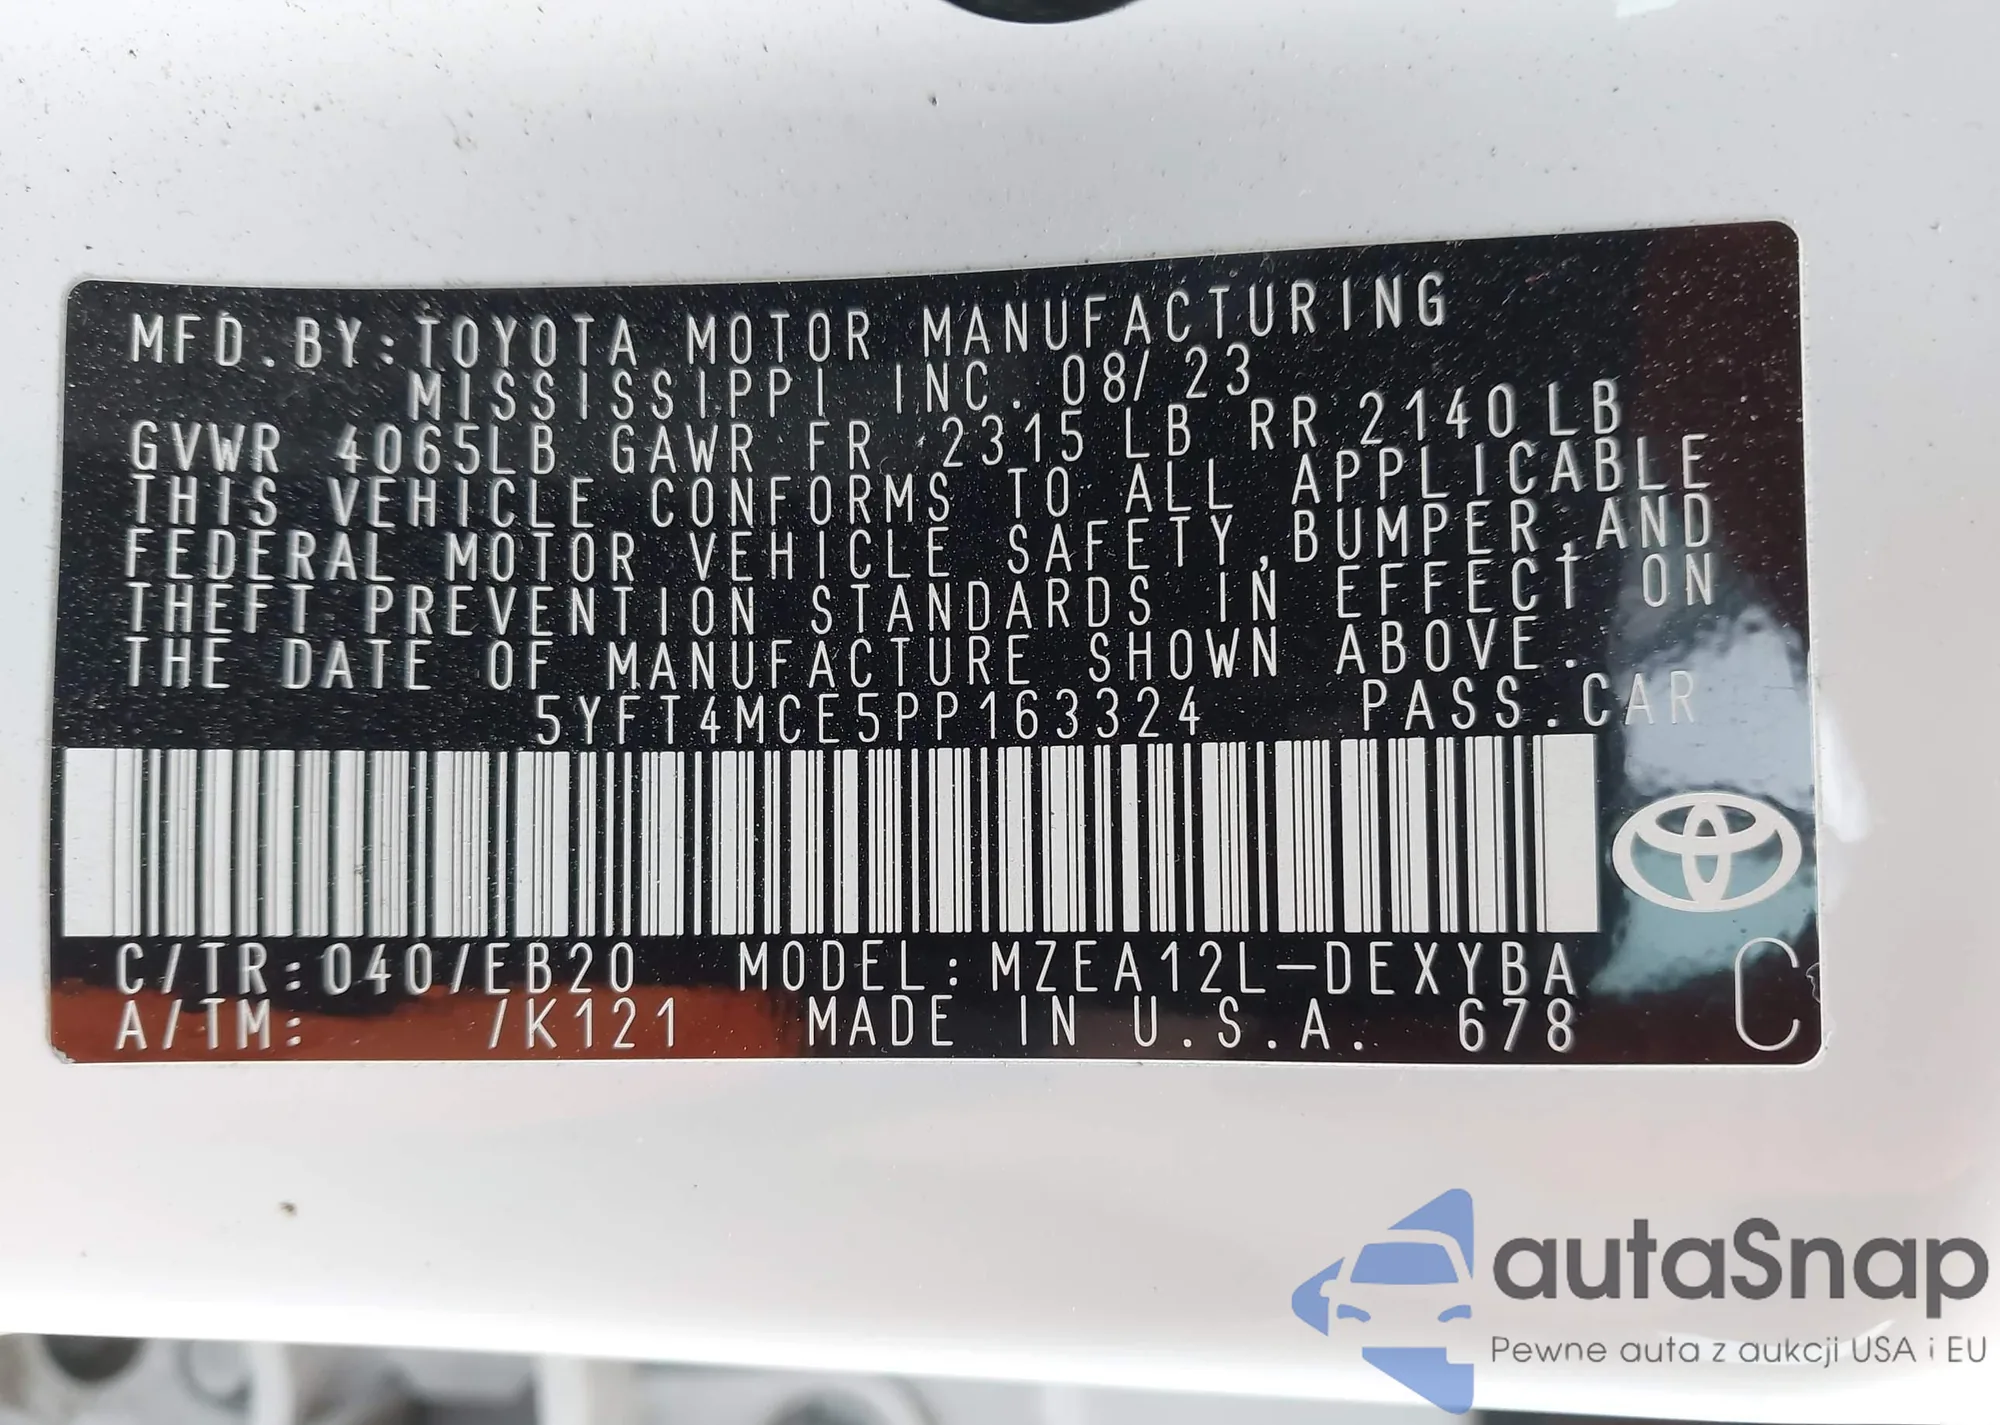 MFD.BY:TOYOTA MOTOR MANUFACTURING
MISSISSIPPI INC. 08/23
GVWR 4065LB GAWR FR 2315 LB RR 2140 LB
THIS VEHICLE CONFORMS TO ALL APPLICABLE
FEDERAL MOTOR VEHICLE SAFETY,BUMPER,AND
THEFT PREVENTION STANDARDS IN EFFECT ON
THE DATE OF MANUFACTURE SHOWN ABOVE.
5YFT4MCE5PP163324 PASS.CAR
C/TR:040/EB20 MODEL:MZEA12L-DEXYBA
A/TM: /K121 MADE IN U.S.A. 678
C
autaSnap
Pewne auta z aukcji USA i EU